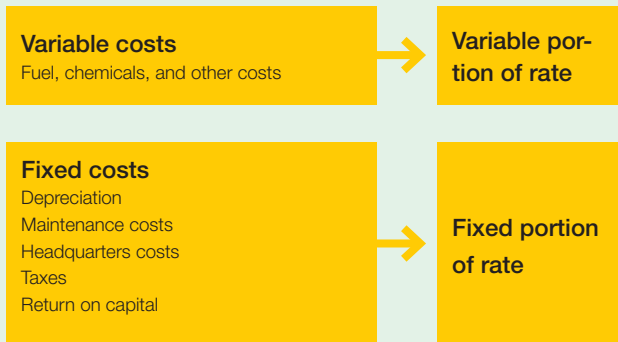 Variable costs
Fuel, chemicals, and other costs
Variable por-
tion of rate
Fixed costs
Depreciation
Maintenance costs
Headquarters costs
Taxes
Return on capital
Fixed portion
of rate